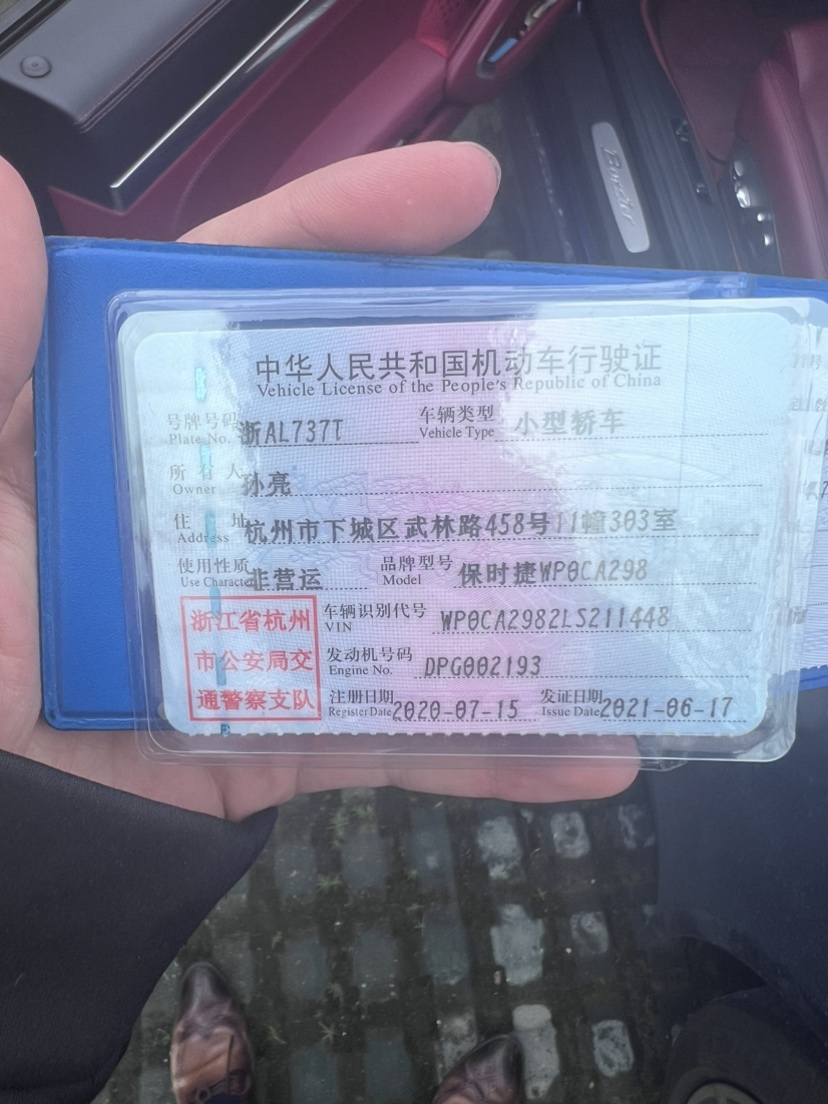 Boxster
中华人民共和国机动车行驶证
Vehicle License of the People's Republic of China
号牌号码 浙AL737T 车辆类型 小型轿车
Plate No. Vehicle Type
所有人 孙亮
Owner
住址 杭州市下城区武林路458号11幢303室
Address
使用性质 非营运 品牌型号 保时捷WP0CA298
Use Character Model
浙江省杭州 车辆识别代号 WP0CA2982LS211448
VIN
市公安局交 发动机号码 DPG002193
Engine No.
通警察支队 注册日期 2020-07-15 发证日期 2021-06-17
Register Date Issue Date